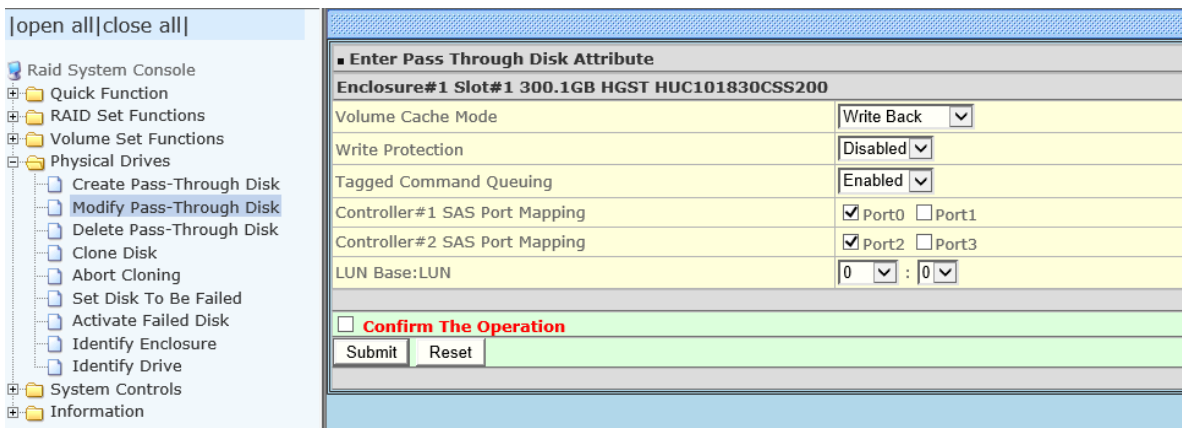 |open all|close all|
Raid System Console
Quick Function
RAID Set Functions
Volume Set Functions
Physical Drives
Create Pass-Through Disk
Modify Pass-Through Disk
Delete Pass-Through Disk
Clone Disk
Abort Cloning
Set Disk To Be Failed
Activate Failed Disk
Identify Enclosure
Identify Drive
System Controls
Information
Enter Pass Through Disk Attribute
Enclosure#1 Slot#1 300.1GB HGST HUC101830CSS200
Volume Cache Mode Write Back
Write Protection Disabled
Tagged Command Queuing Enabled
Controller#1 SAS Port Mapping Port0 Port1
Controller#2 SAS Port Mapping Port2 Port3
LUN Base:LUN 0 : 0
Confirm The Operation
Submit Reset